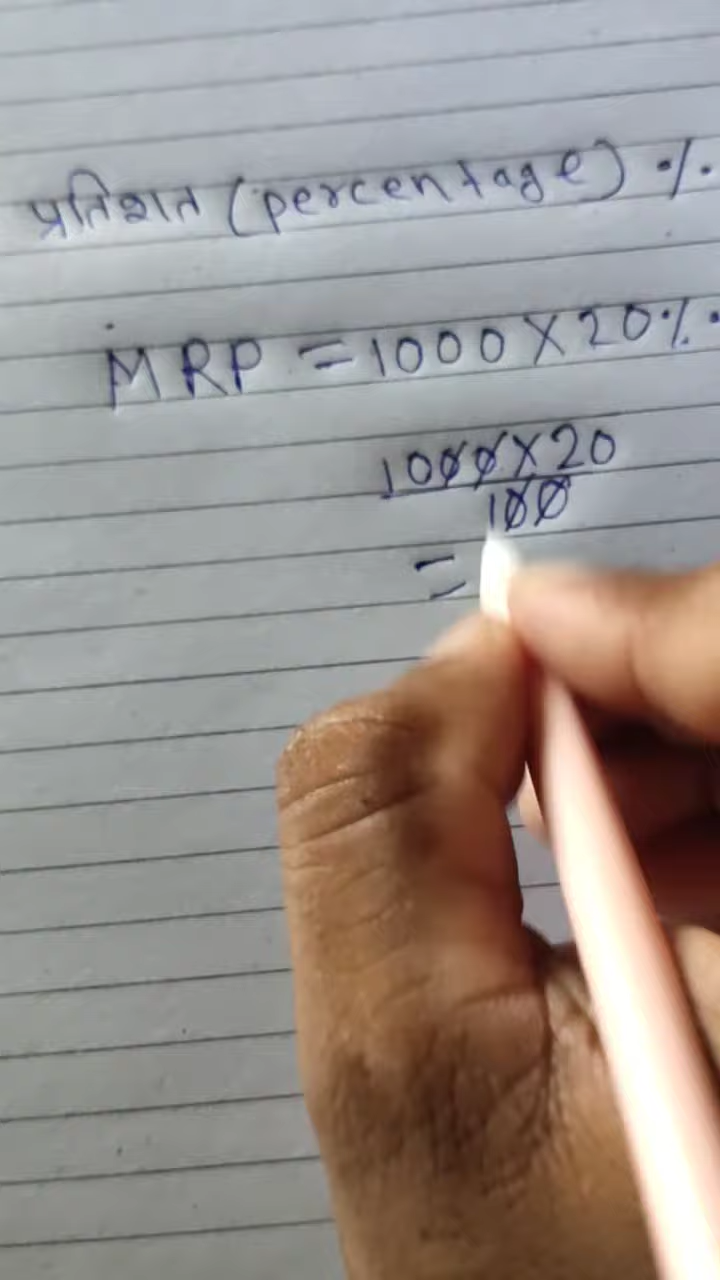 प्रतिशत (percentage) %
MRP = 1000 X 20%
1000 X 20
100
=